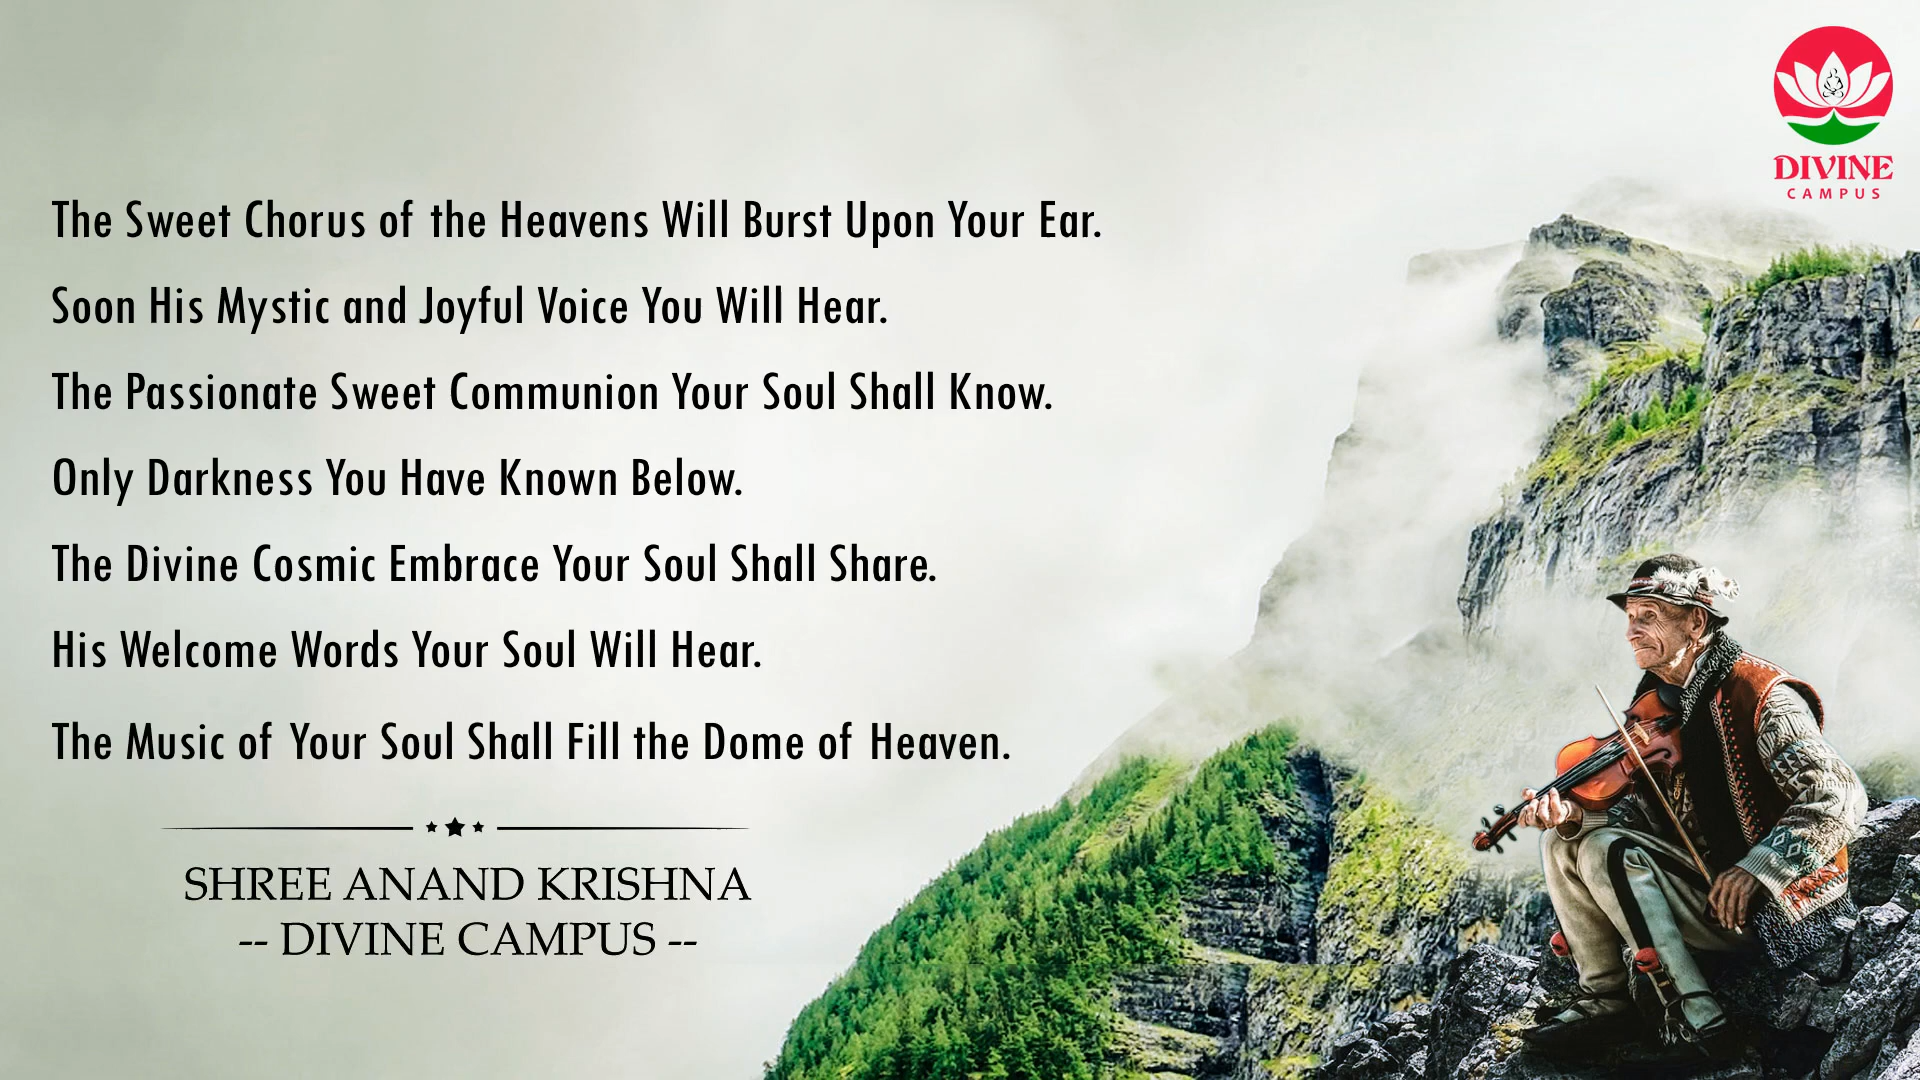 DIVINE
CAMPUS
The Sweet Chorus of the Heavens Will Burst Upon Your Ear.
Soon His Mystic and Joyful Voice You Will Hear.
The Passionate Sweet Communion Your Soul Shall Know.
Only Darkness You Have Known Below.
The Divine Cosmic Embrace Your Soul Shall Share.
His Welcome Words Your Soul Will Hear.
The Music of Your Soul Shall Fill the Dome of Heaven.
SHREE ANAND KRISHNA
-- DIVINE CAMPUS --